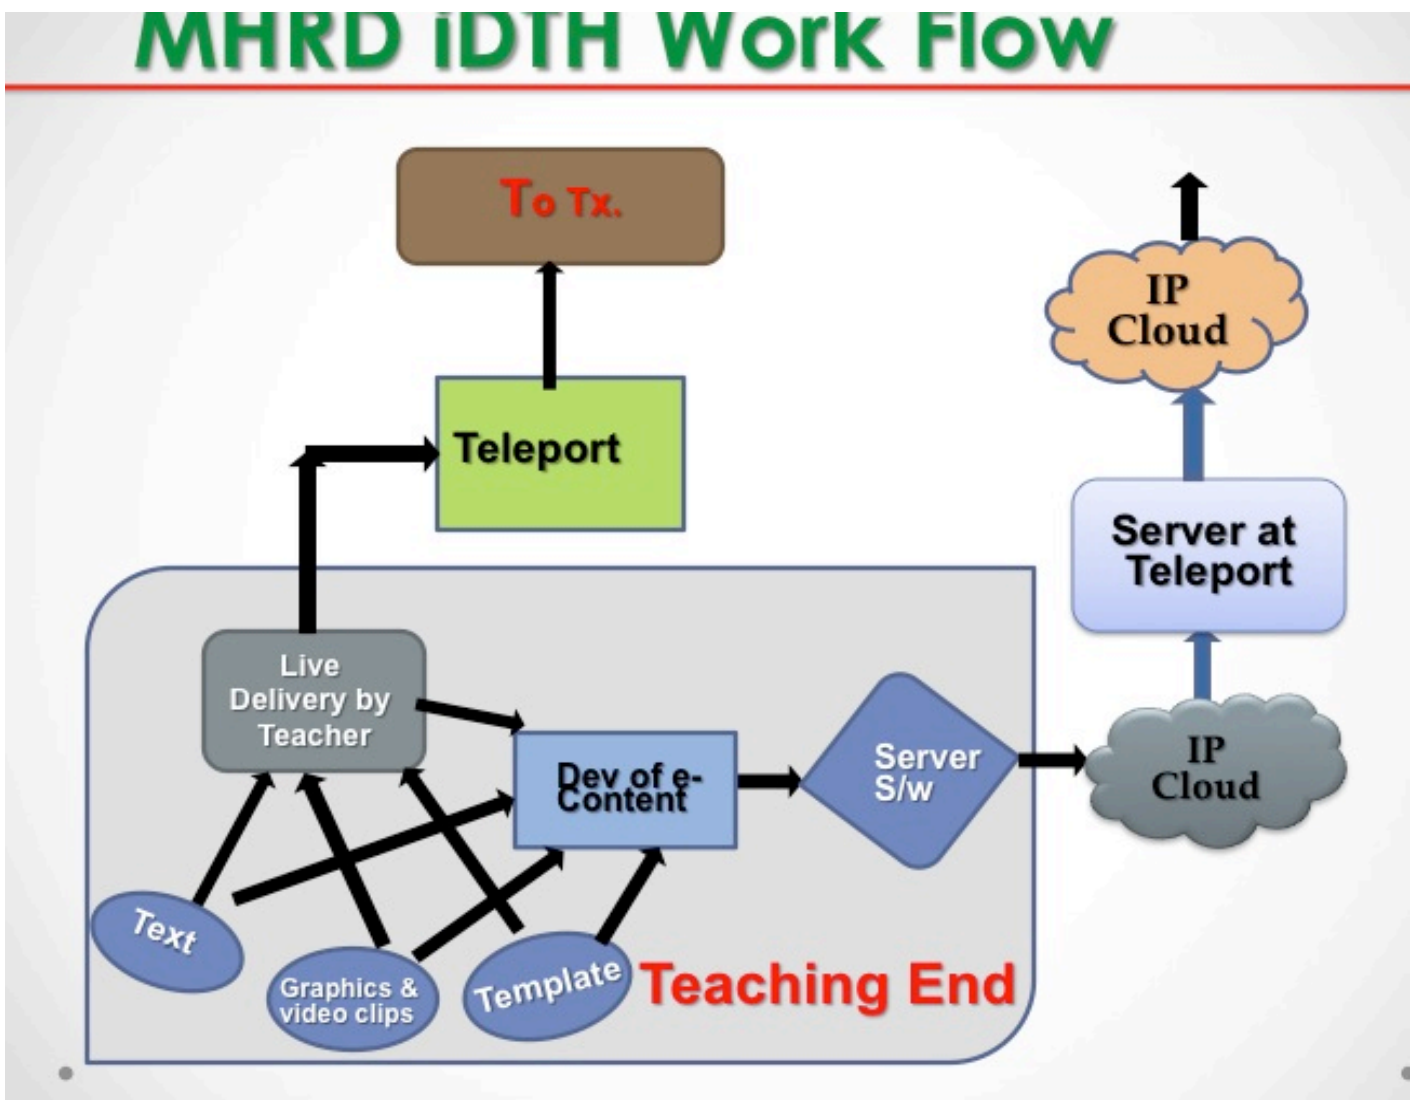 MHRD iDTH Work Flow
To Tx.
IP
Cloud
Teleport
Server at
Teleport
Live
Delivery by
Teacher
Dev of e-
Content
Server
S/w
IP
Cloud
Text
Graphics &
video clips
Template
Teaching End